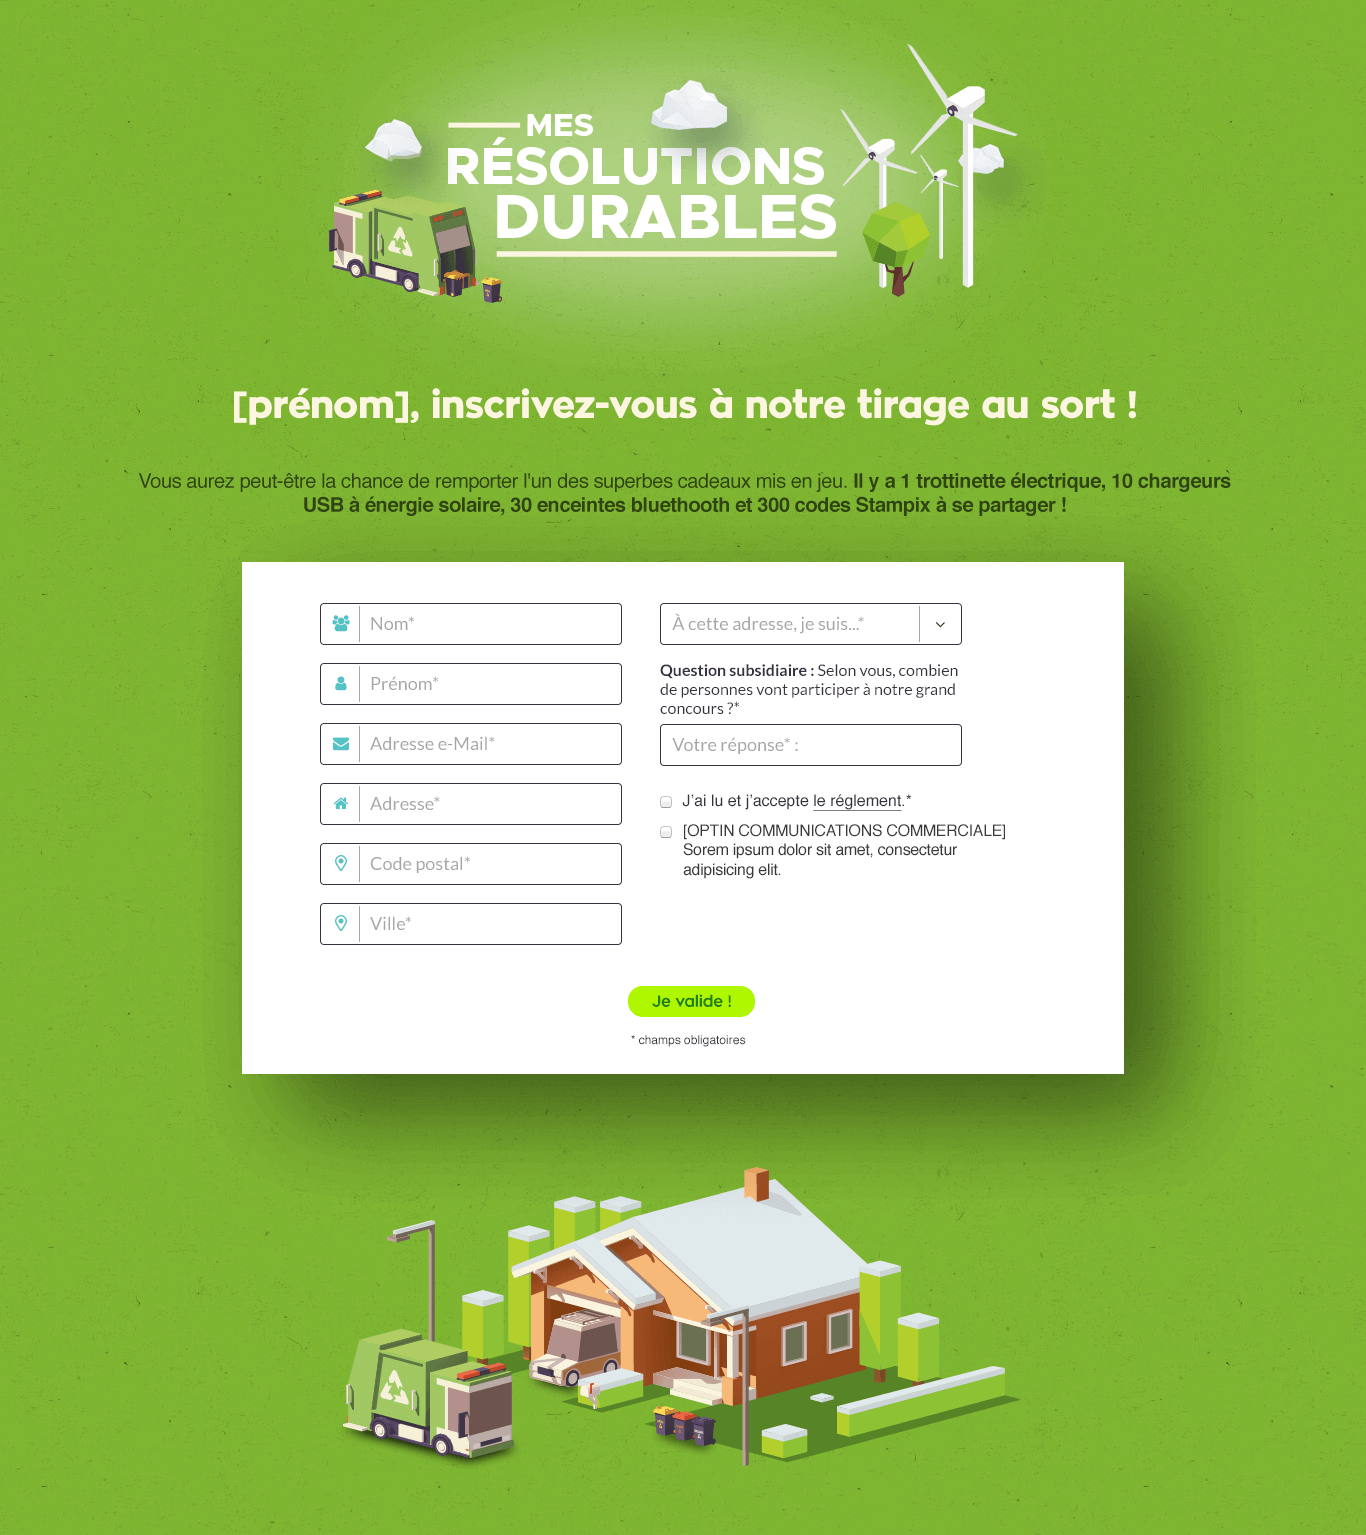 MES
RÉSOLUTIONS
DURABLES
[prénom], inscrivez-vous à notre tirage au sort !
Vous aurez peut-être la chance de remporter l'un des superbes cadeaux mis en jeu. Il y a 1 trottinette électrique, 10 chargeurs
USB à énergie solaire, 30 enceintes bluethooth et 300 codes Stampix à se partager !
Nom*
Prénom*
Adresse e-Mail*
Adresse*
Code postal*
Ville*
À cette adresse, je suis...*
Question subsidiaire : Selon vous, combien
de personnes vont participer à notre grand
concours ?*
Votre réponse* :
J'ai lu et j'accepte le réglement.*
[OPTIN COMMUNICATIONS COMMERCIALE]
Sorem ipsum dolor sit amet, consectetur
adipisicing elit.
Je valide !
* champs obligatoires